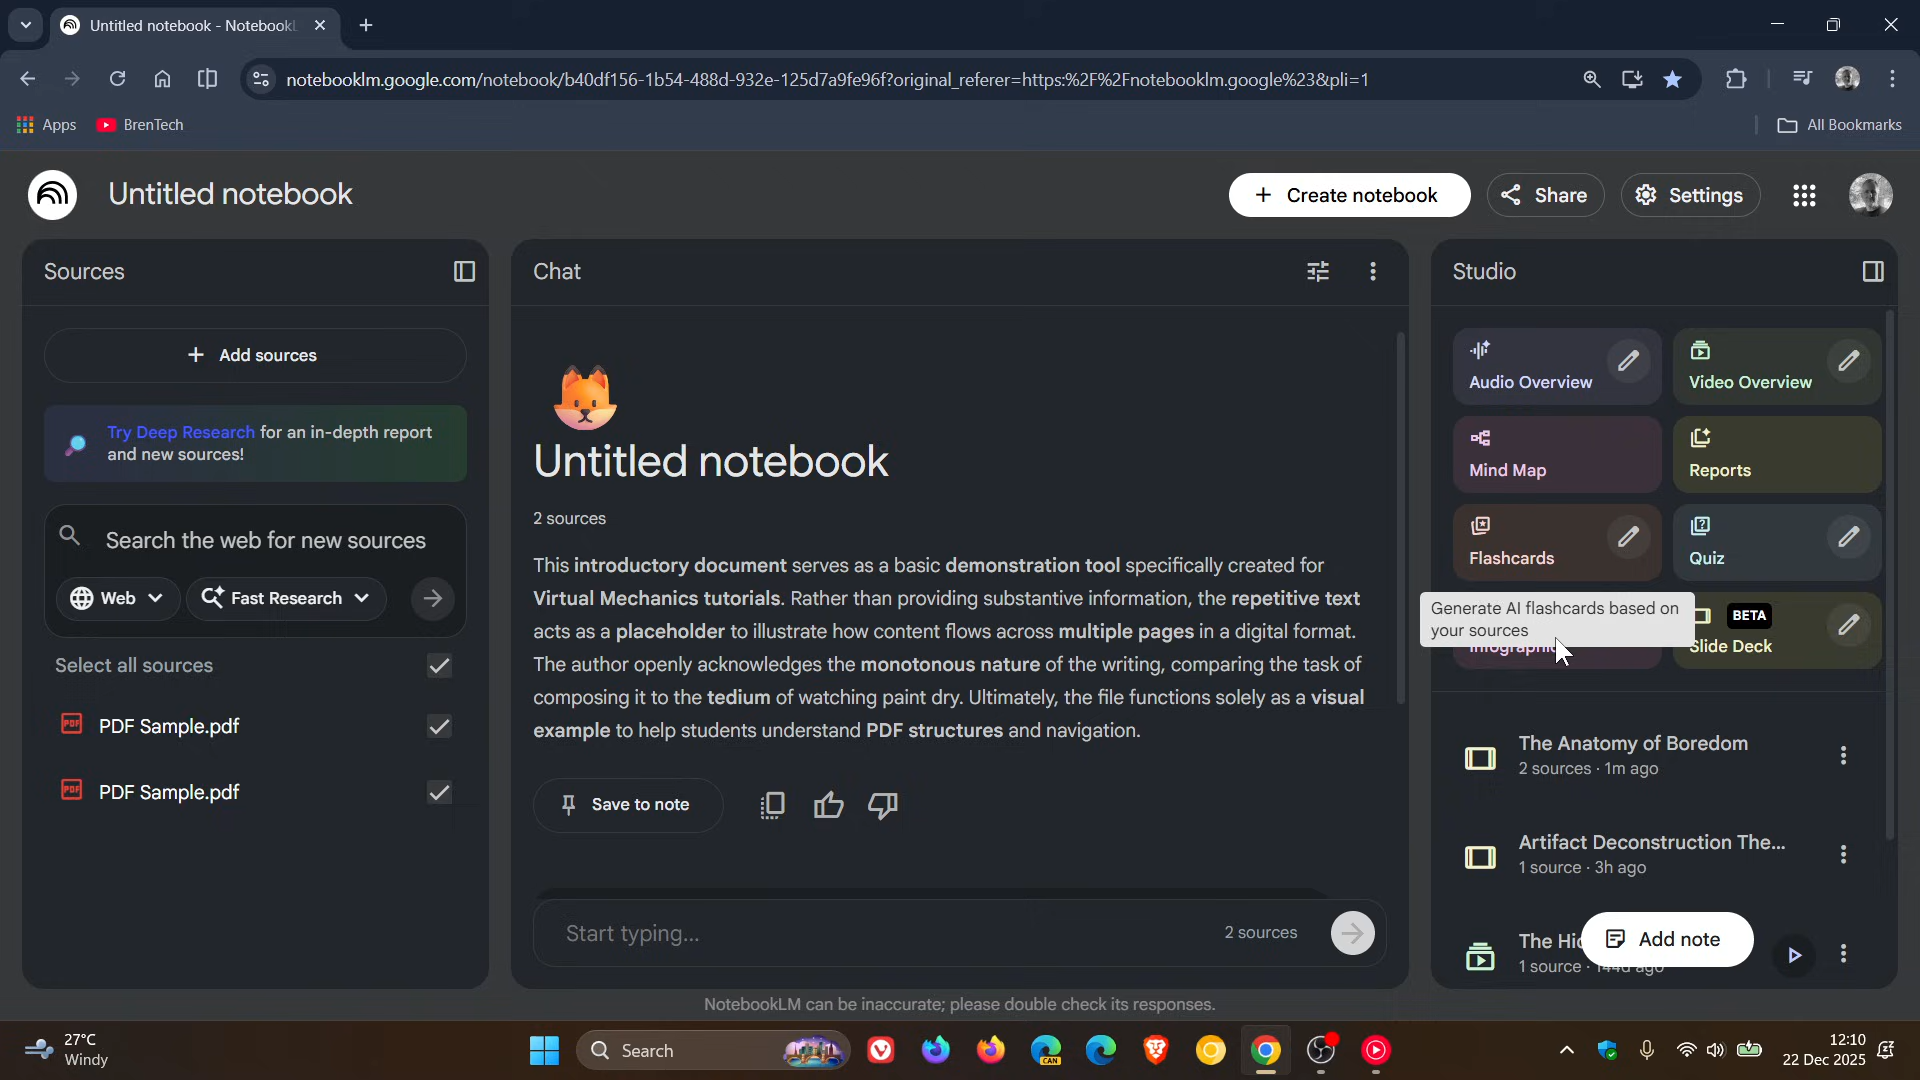 Untitled notebook - Notebook
notebooklm.google.com/notebook/b40df156-1b54-488d-932e-125d7a9fe96f?original_referer=https:%2F%2Fnotebooklm.google%23&pli=1
Apps
BrenTech
All Bookmarks
Untitled notebook
+ Create notebook
Share
Settings
Sources
+ Add sources
Try Deep Research for an in-depth report
and new sources!
Search the web for new sources
Web
Fast Research
Select all sources
PDF PDF Sample.pdf
PDF PDF Sample.pdf
Chat
Untitled notebook
2 sources
This introductory document serves as a basic demonstration tool specifically created for
Virtual Mechanics tutorials. Rather than providing substantive information, the repetitive text
acts as a placeholder to illustrate how content flows across multiple pages in a digital format.
The author openly acknowledges the monotonous nature of the writing, comparing the task of
composing it to the tedium of watching paint dry. Ultimately, the file functions solely as a visual
example to help students understand PDF structures and navigation.
Save to note
Start typing...
2 sources
NotebookLM can be inaccurate; please double check its responses.
Studio
Audio Overview
Video Overview
Mind Map
Reports
Flashcards
Quiz
Generate AI flashcards based on
your sources
Infographic
BETA
Slide Deck
The Anatomy of Boredom
2 sources · 1m ago
Artifact Deconstruction The...
1 source · 3h ago
The Hid
1 source · 144d ago
Add note
27°C
Windy
Search
CAN
12:10
22 Dec 2025